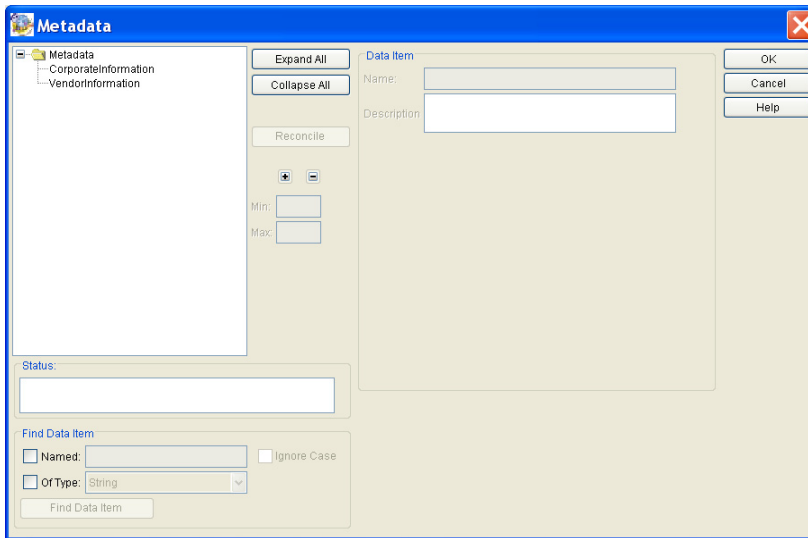 Metadata
Metadata
CorporateInformation
VendorInformation
Expand All
Collapse All
Reconcile
Min:
Max:
Data Item
Name:
Description
OK
Cancel
Help
Status:
Find Data Item
Named:
Ignore Case
Of Type: String
Find Data Item